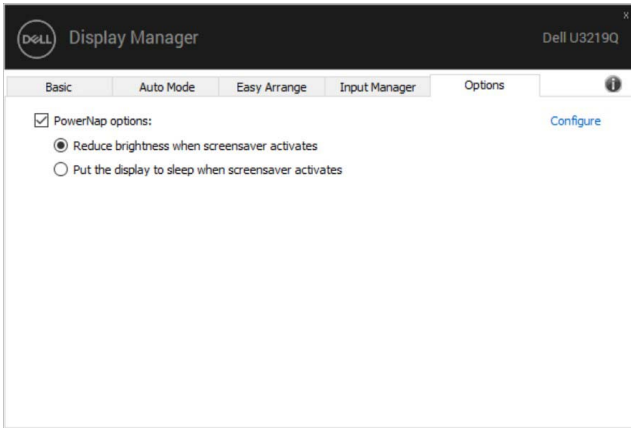 DELL Display Manager Dell U3219Q
x
Basic Auto Mode Easy Arrange Input Manager Options i
PowerNap options: Configure
Reduce brightness when screensaver activates
Put the display to sleep when screensaver activates